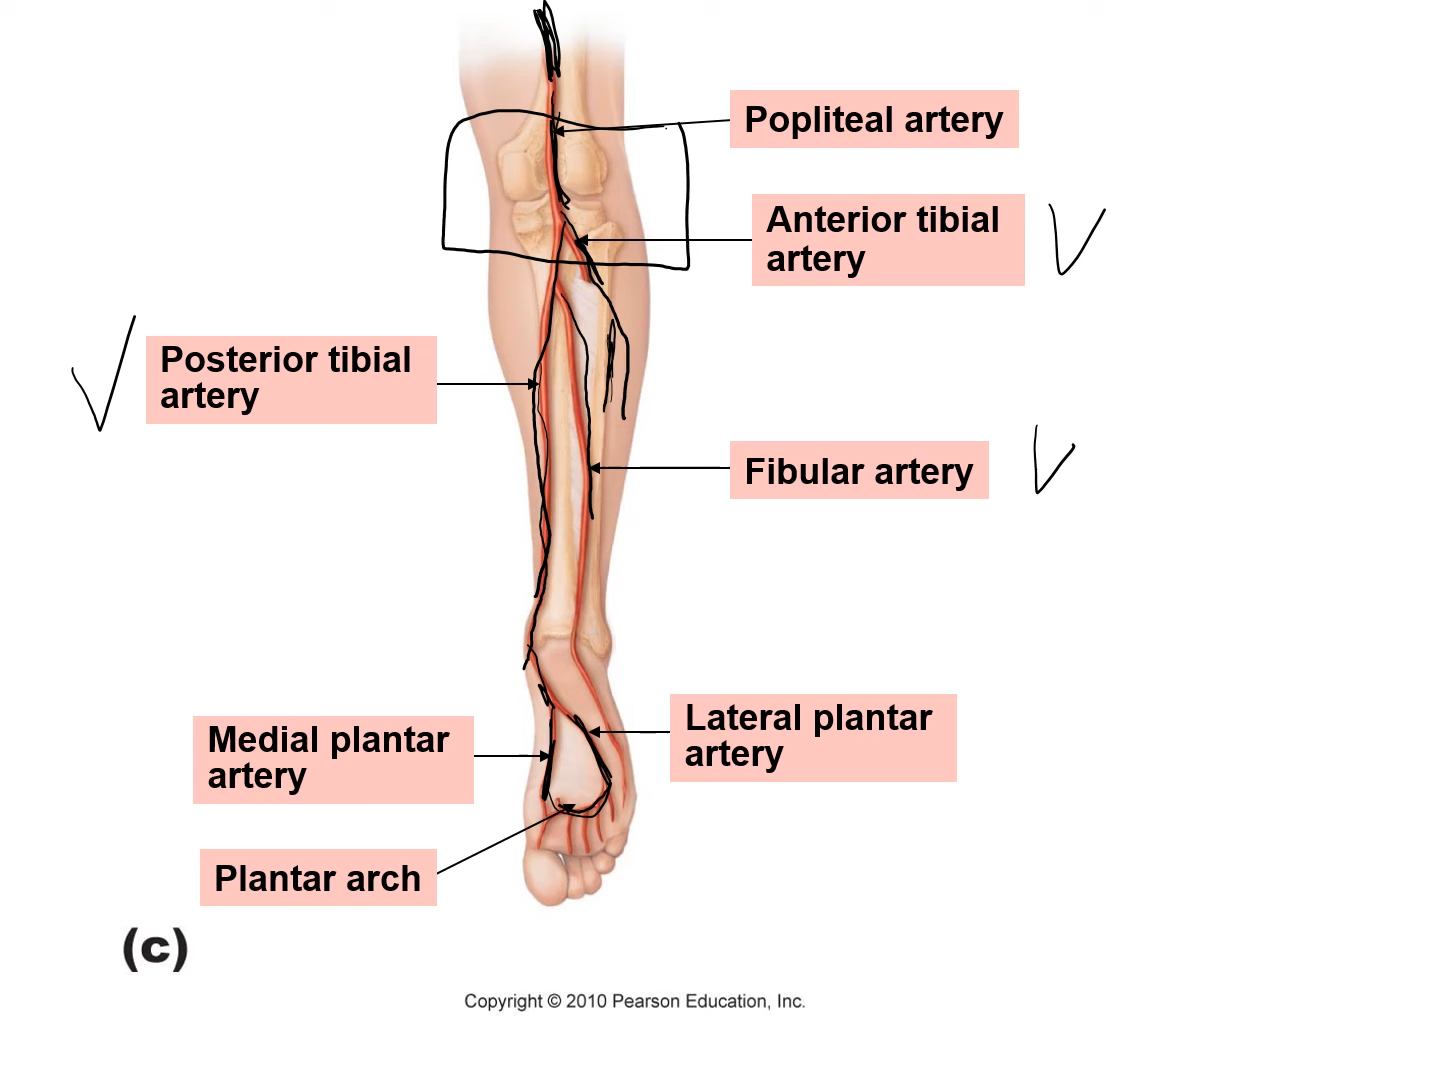 Popliteal artery
Anterior tibial
artery
Posterior tibial
artery
Fibular artery
Lateral plantar
artery
Medial plantar
artery
Plantar arch
(c)
Copyright © 2010 Pearson Education, Inc.